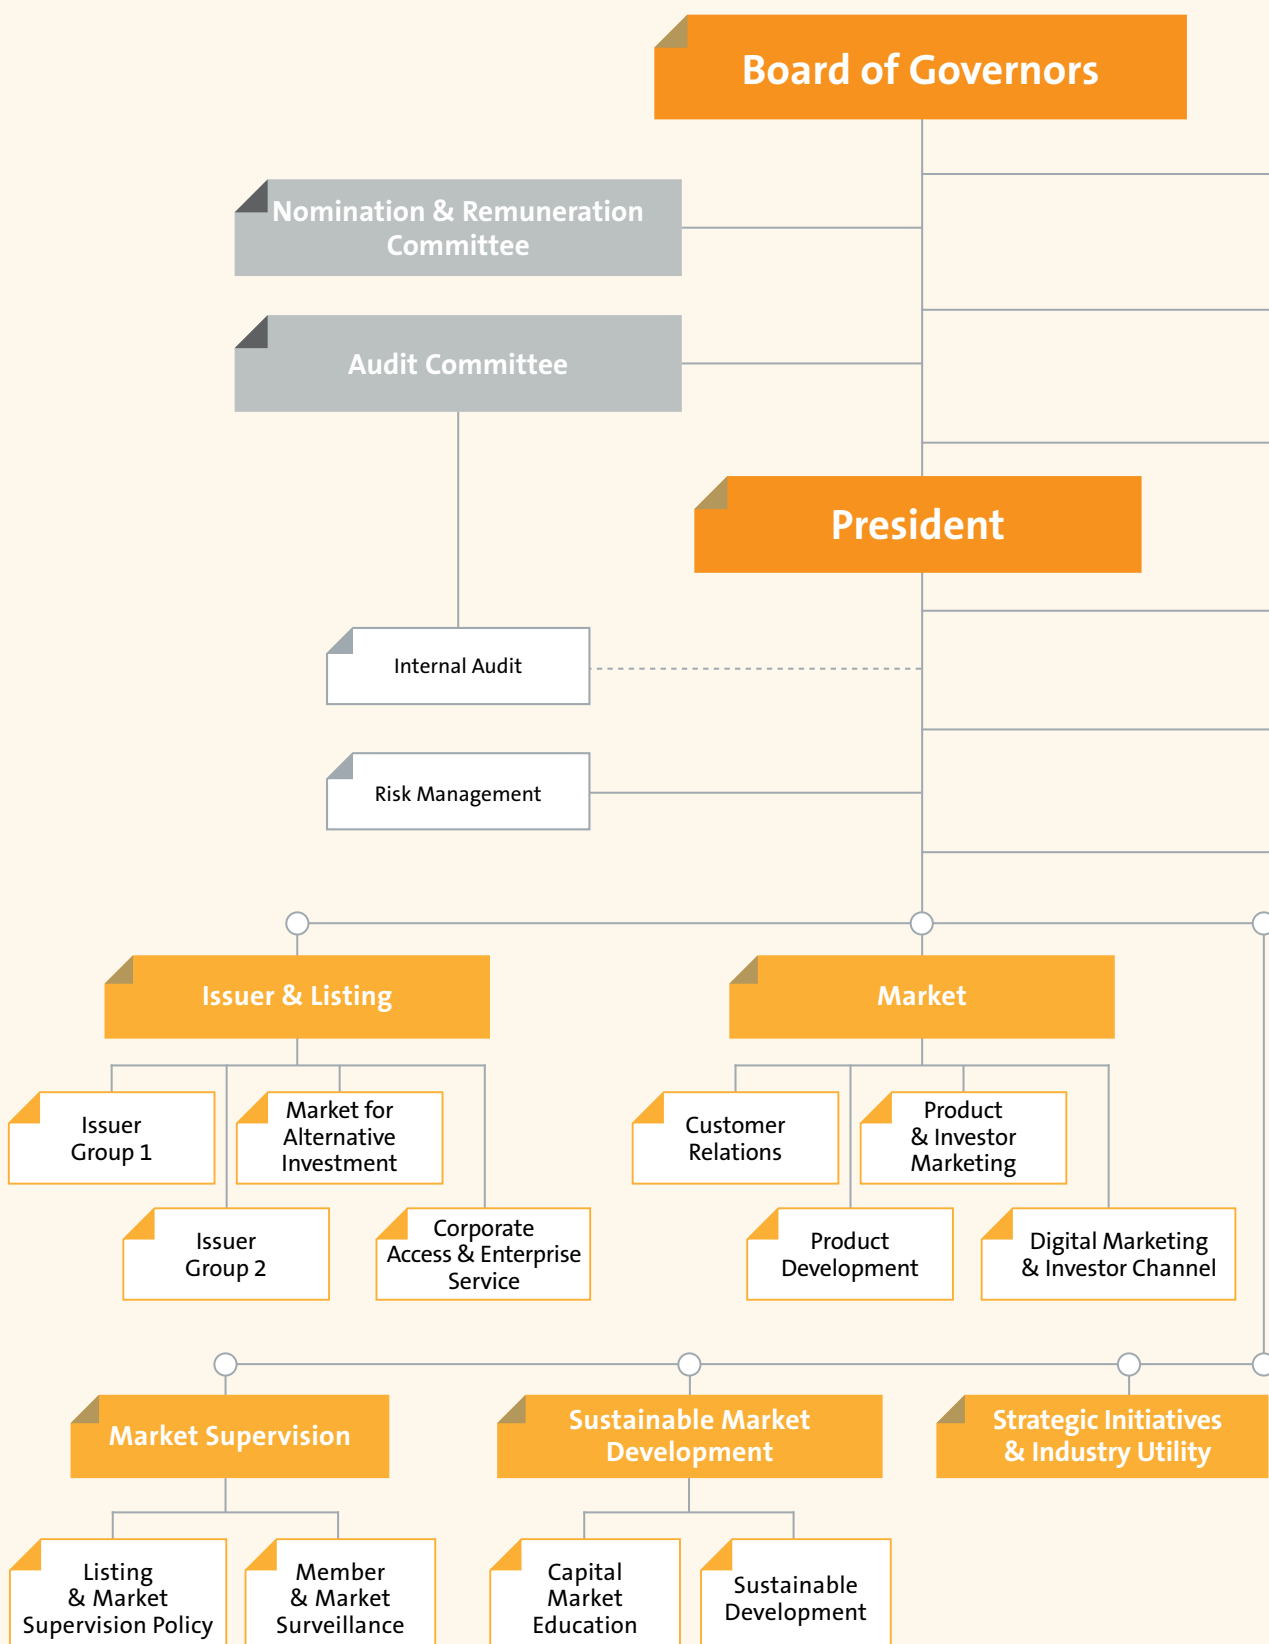 Board of Governors
Nomination & Remuneration
Committee
Audit Committee
President
Internal Audit
Risk Management
Issuer & Listing
Market
Issuer
Group 1
Market for
Alternative
Investment
Issuer
Group 2
Corporate
Access & Enterprise
Service
Customer
Relations
Product
& Investor
Marketing
Product
Development
Digital Marketing
& Investor Channel
Market Supervision
Sustainable Market
Development
Strategic Initiatives
& Industry Utility
Listing
& Market
Supervision Policy
Member
& Market
Surveillance
Capital
Market
Education
Sustainable
Development